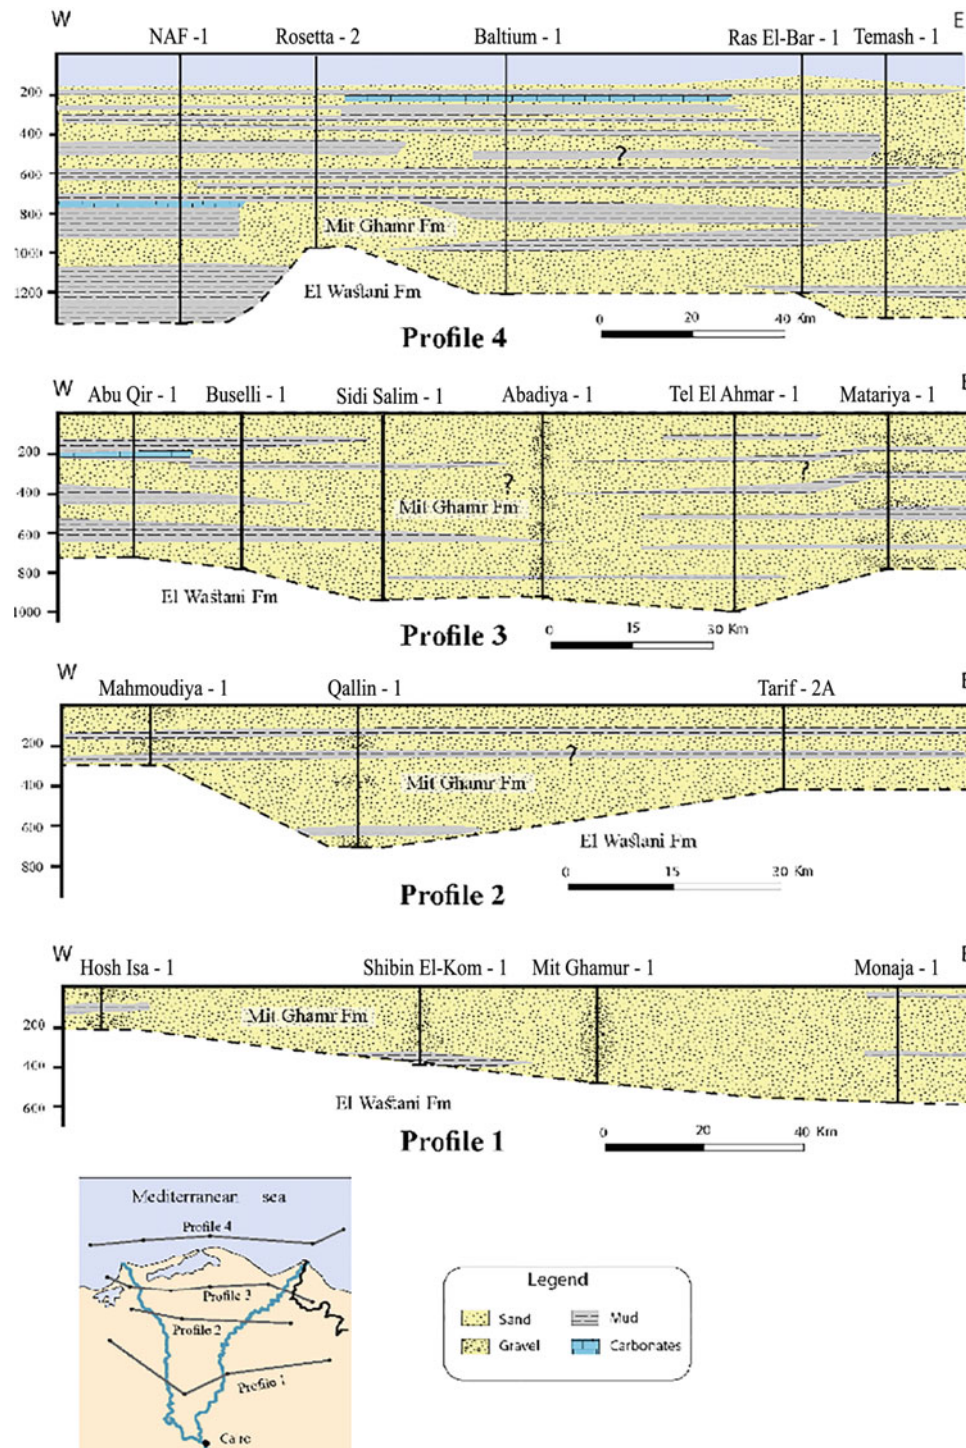 W E
NAF - 1 Rosetta - 2 Baltium - 1 Ras El-Bar - 1 Temash - 1
200
400
?
600
800
Mit Ghamr Fm
1000
El Wastani Fm
1200
0 20 40 Km
Profile 4
W E
Abu Qir - 1 Buselli - 1 Sidi Salim - 1 Abadiya - 1 Tel El Ahmar - 1 Matariya - 1
200
? ?
400
Mit Ghamr Fm
600
800
El Wastani Fm
1000
0 15 30 Km
Profile 3
W E
Mahmoudiya - 1 Qallin - 1 Tarif - 2A
200
?
400
Mit Ghamr Fm
600
El Wastani Fm
800
0 15 30 Km
Profile 2
W E
Hosh Isa - 1 Shibin El-Kom - 1 Mit Ghamur - 1 Monaja - 1
Mit Ghamr Fm
200
400
600
El Wastani Fm
0 20 40 Km
Profile 1
Mediterranean sea
Profile 4
Profile 3
Profile 2
Profile 1
Cairo
Legend
Sand Mud
Gravel Carbonates